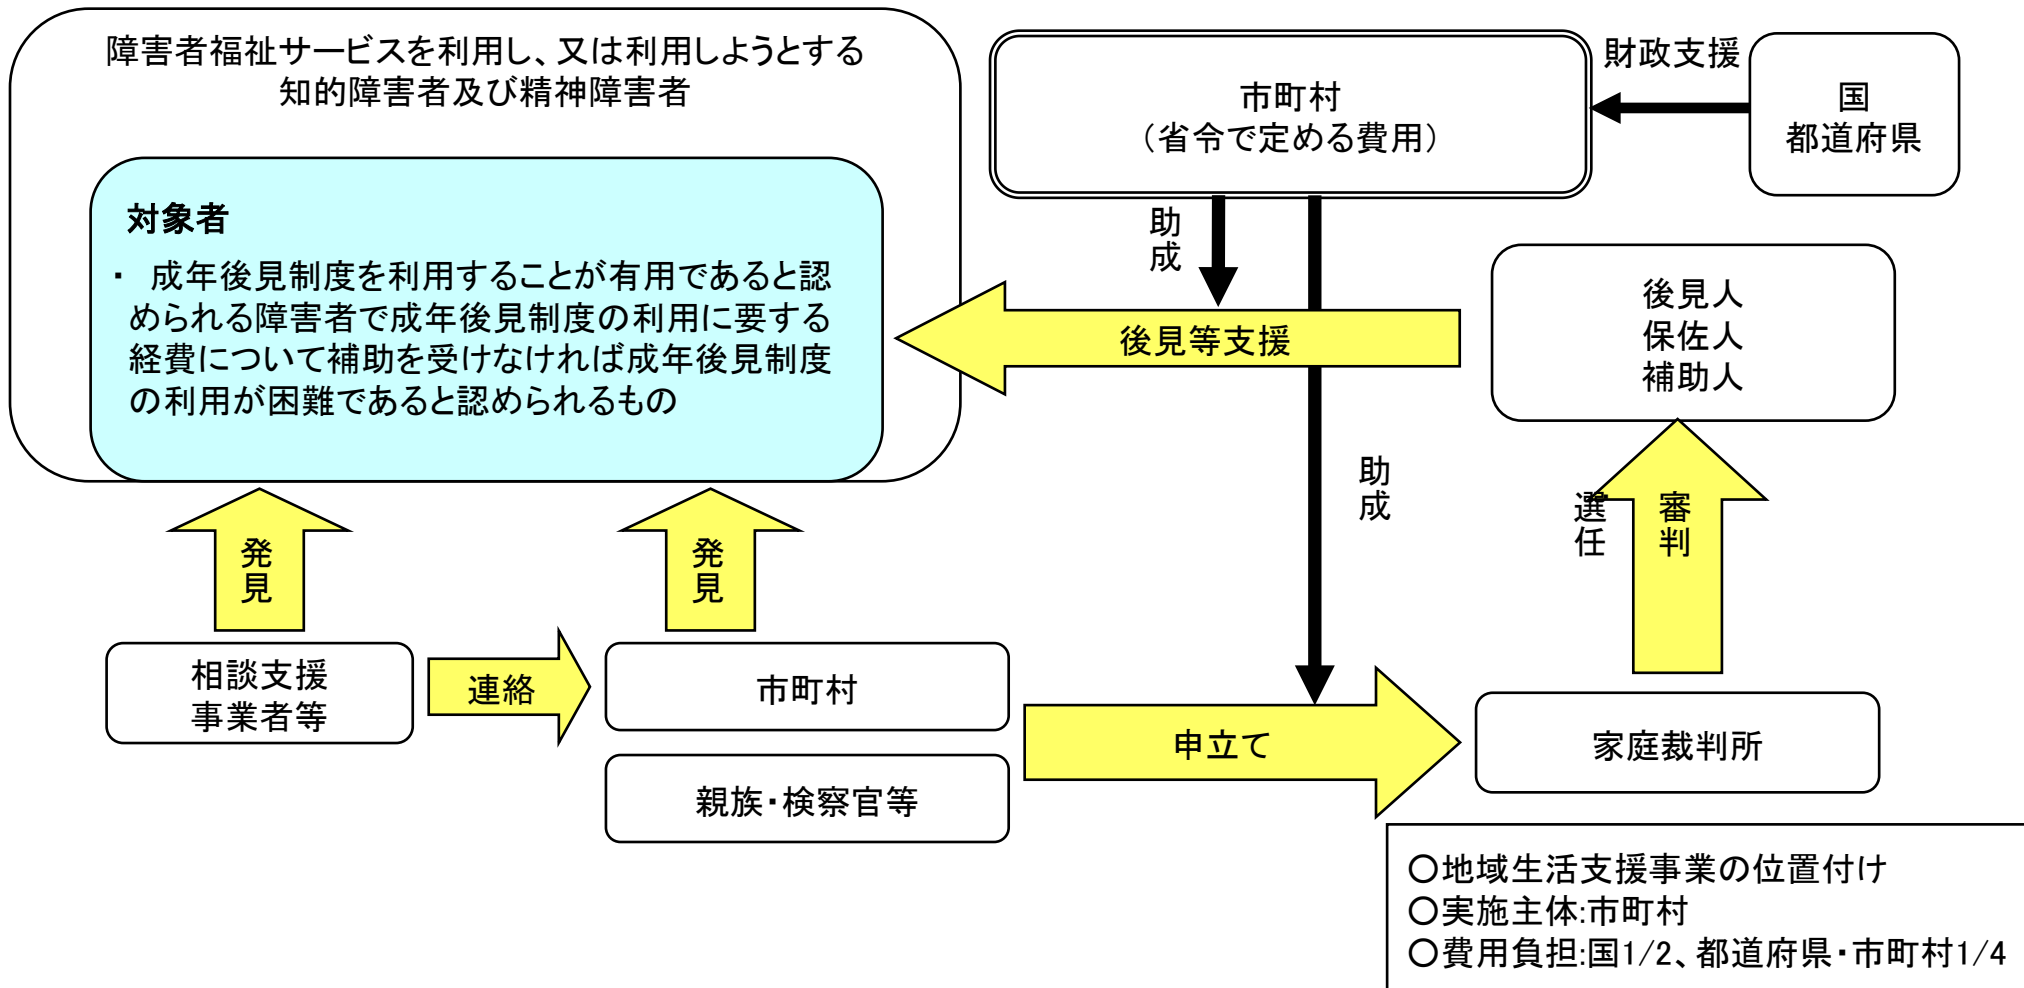 障害者福祉サービスを利用し、又は利用しようとする
知的障害者及び精神障害者
対象者
・ 成年後見制度を利用することが有用であると認
められる障害者で成年後見制度の利用に要する
経費について補助を受けなければ成年後見制度
の利用が困難であると認められるもの
市町村
（省令で定める費用）
財政支援
国
都道府県
助成
後見等支援
後見人
保佐人
補助人
助成
選任
審判
発見
発見
相談支援
事業者等
連絡
市町村
親族・検察官等
申立て
家庭裁判所
○地域生活支援事業の位置付け
○実施主体:市町村
○費用負担:国1/2、都道府県・市町村1/4